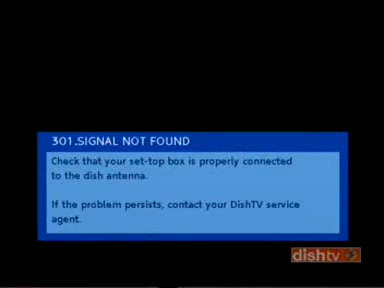 301.SIGNAL NOT FOUND
Check that your set-top box is properly connected
to the dish antenna.
If the problem persists, contact your DishTV service
agent.
dishtv